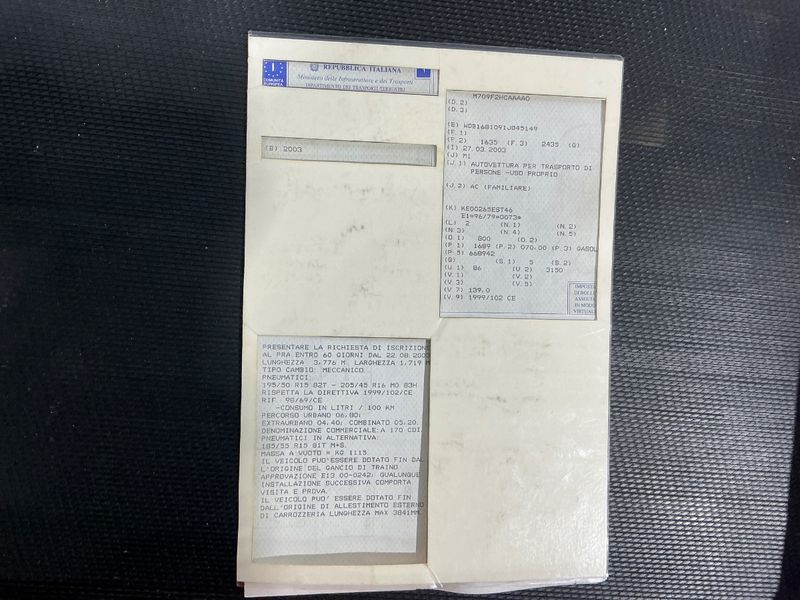 I
COMUNITÀ
EUROPEA
REPUBBLICA ITALIANA
Ministero delle Infrastrutture e dei Trasporti
DIPARTIMENTO DEI TRASPORTI TERRESTRI
(B) 2003
M709F2HCAAAAO
(D.2)
(D.3)
(E) WDB1681091J845149
(F.1)
(F.2) 1635 (F.3) 2435 (G)
(I) 27.03.2003
(J) M1
(J.1) AUTOVETTURA PER TRASPORTO DI
PERSONE -USO PROPRIO
(J.2) AC (FAMILIARE)
(K) KE00265EST46
E1*96/79*0073*
(L) 2 (N.1) (N.2)
(N.3) (N.4) (N.5)
(O.1) 800 (O.2)
(P.1) 1689 (P.2) 070.00 (P.3) GASOL
(P.5) 668942
(Q) (S.1) 5 (S.2)
(U.1) 86 (U.2) 3150
(V.1) (V.2)
(V.3) (V.5)
(V.7) 139.0
(V.9) 1999/102 CE
IMPOSTA
DI BOLLO
ASSOLTA
IN MODO
VIRTUALE
PRESENTARE LA RICHIESTA DI ISCRIZION
AL PRA ENTRO 60 GIORNI DAL 22.08.2003
LUNGHEZZA 3,776 M LARGHEZZA 1,719 M
TIPO CAMBIO: MECCANICO
PNEUMATICI:
195/50 R15 82T - 205/45 R16 MO 83H
RISPETTA LA DIRETTIVA 1999/102/CE
RIF. 98/69/CE
-CONSUMO IN LITRI / 100 KM
PERCORSO URBANO 06,80;
EXTRAURBANO 04,40; COMBINATO 05,20.
DENOMINAZIONE COMMERCIALE: A 170 CDI.
PNEUMATICI IN ALTERNATIVA:
185/55 R15 81T M+S.
MASSA A VUOTO = KG 1115
IL VEICOLO PUO'ESSERE DOTATO FIN DAL
L'ORIGINE DEL GANCIO DI TRAINO
APPROVAZIONE E13 00-0242; QUALUNQUE
INSTALLAZIONE SUCCESSIVA COMPORTA
VISITA E PROVA.
IL VEICOLO PUO' ESSERE DOTATO FIN
DALL'ORIGINE DI ALLESTIMENTO ESTERNO
DI CARROZZERIA LUNGHEZZA MAX 3841MM.